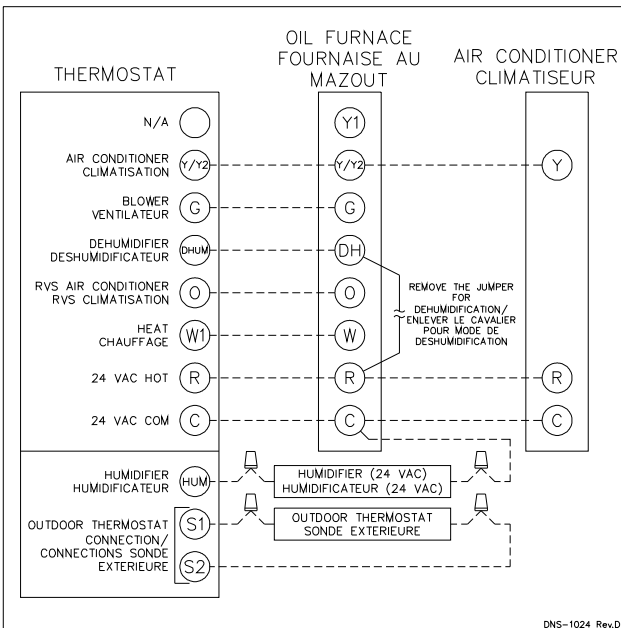 THERMOSTAT
OIL FURNACE
FOURNAISE AU
MAZOUT
AIR CONDITIONER
CLIMATISEUR
N/A
Y1
AIR CONDITIONER
CLIMATISATION
Y/Y2
Y/Y2
Y
BLOWER
VENTILATEUR
G
G
DEHUMIDIFIER
DESHUMIDIFICATEUR
DHUM
DH
RVS AIR CONDITIONER
RVS CLIMATISATION
O
O
REMOVE THE JUMPER
FOR
DEHUMIDIFICATION/
ENLEVER LE CAVALIER
POUR MODE DE
DESHUMIDIFICATION
HEAT
CHAUFFAGE
W1
W
24 VAC HOT
R
R
R
24 VAC COM
C
C
C
HUMIDIFIER
HUMIDIFICATEUR
HUM
HUMIDIFIER (24 VAC)
HUMIDIFICATEUR (24 VAC)
OUTDOOR THERMOSTAT
CONNECTION/
CONNECTIONS SONDE
EXTERIEURE
S1
S2
OUTDOOR THERMOSTAT
SONDE EXTERIEURE
DNS-1024 Rev.D